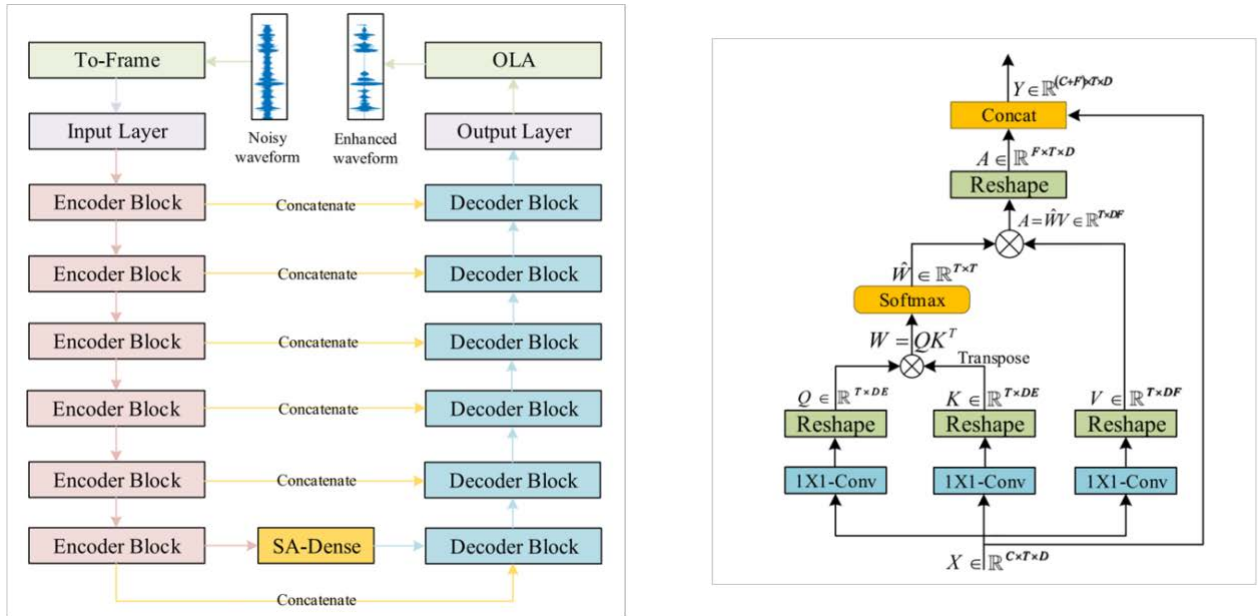 To-Frame
OLA
Input Layer
Noisy
waveform
Enhanced
waveform
Output Layer
Encoder Block
Concatenate
Decoder Block
Encoder Block
Concatenate
Decoder Block
Encoder Block
Concatenate
Decoder Block
Encoder Block
Concatenate
Decoder Block
Encoder Block
Concatenate
Decoder Block
Encoder Block
SA-Dense
Decoder Block
Concatenate
Y ∈ ℝ^(C+F)×T×D
Concat
A ∈ ℝ^F×T×D
Reshape
A=ŴV ∈ ℝ^T×DF
Ŵ ∈ ℝ^T×T
Softmax
W = QK^T
Transpose
Q ∈ ℝ^T×DE
K ∈ ℝ^T×DE
V ∈ ℝ^T×DF
Reshape
Reshape
Reshape
1X1-Conv
1X1-Conv
1X1-Conv
X ∈ ℝ^C×T×D